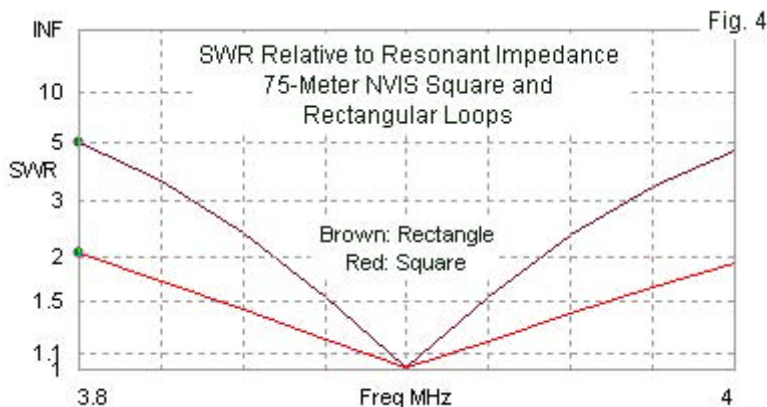 Fig. 4
INF
SWR Relative to Resonant Impedance
75-Meter NVIS Square and
Rectangular Loops
10
5
SWR
3
Brown: Rectangle
Red: Square
2
1.5
1.1
1
3.8
Freq MHz
4